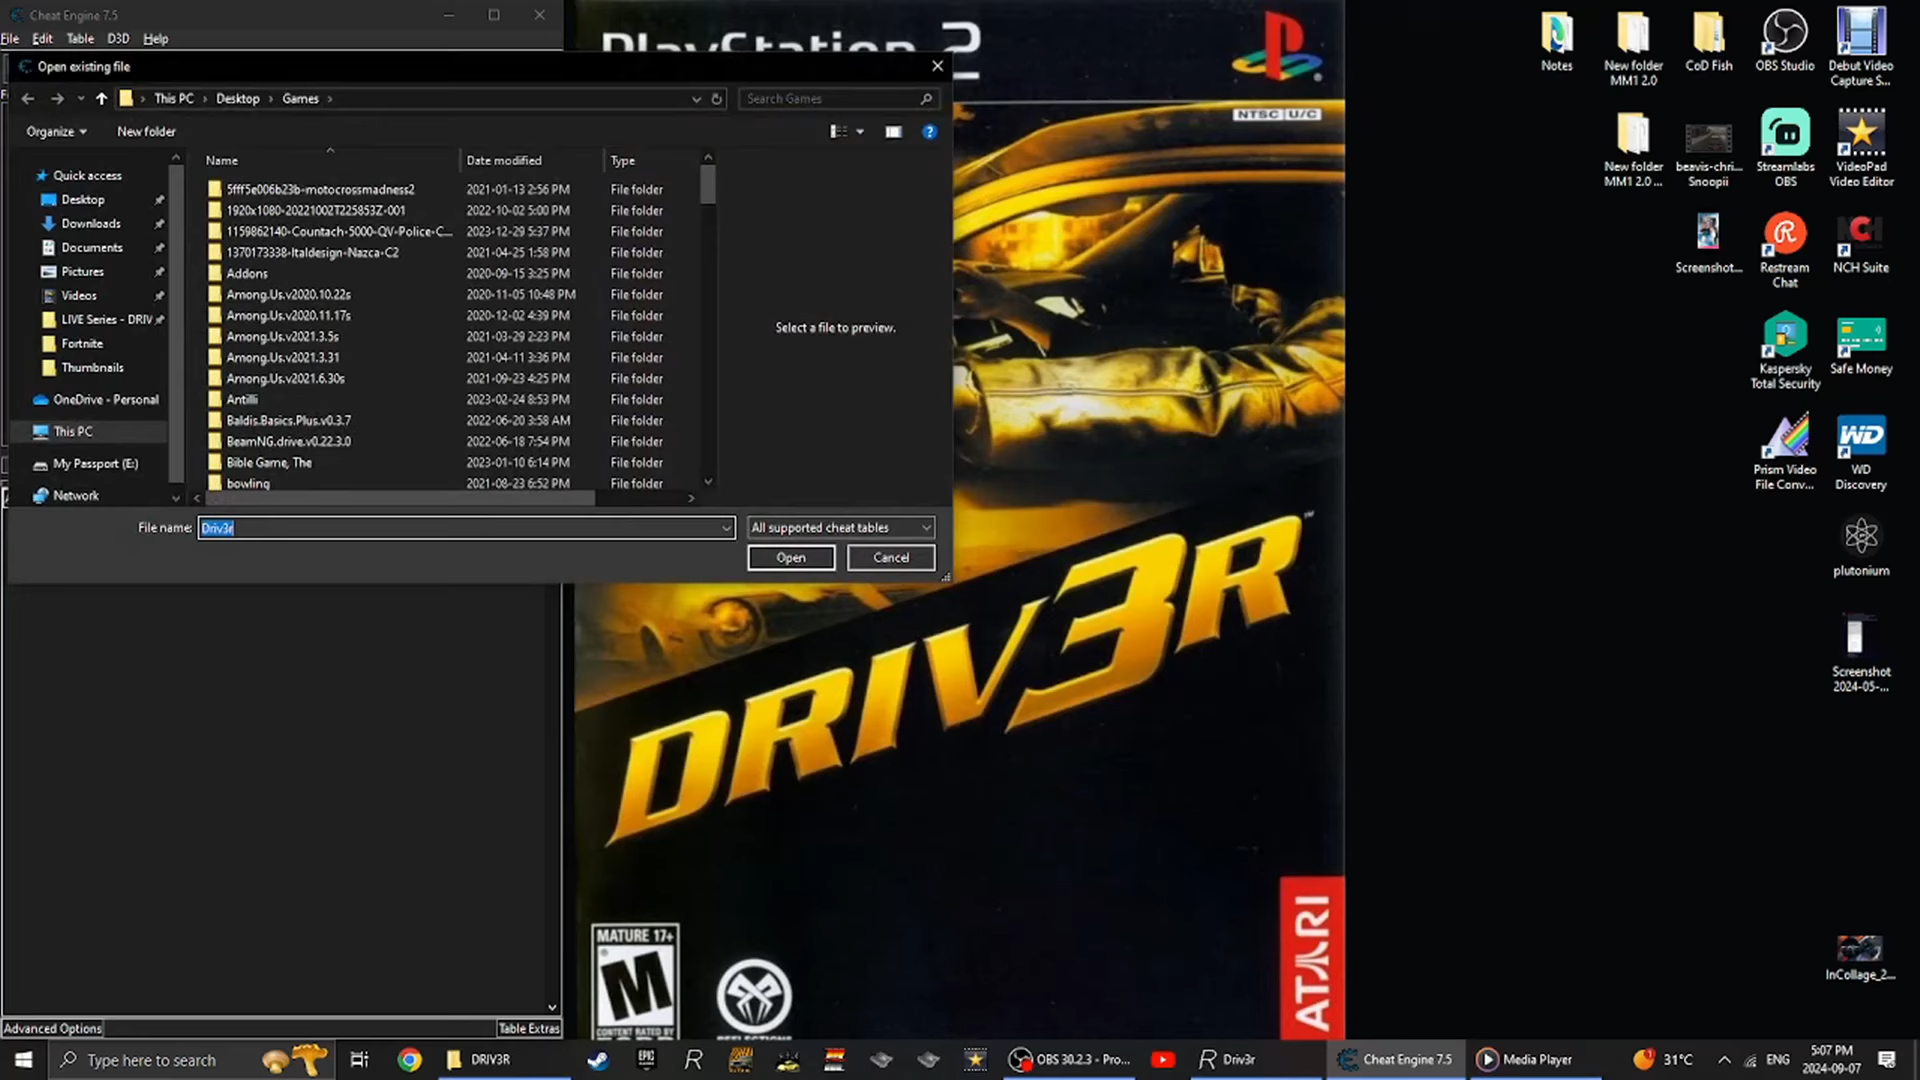 Cheat Engine 7.5
File Edit Table D3D Help
Open existing file
This PC > Desktop > Games >
Search Games
Organize
New folder
Name
Date modified
Type
Quick access
Desktop
Downloads
Documents
Pictures
Videos
LIVE Series - DRIV
Fortnite
Thumbnails
OneDrive - Personal
This PC
My Passport (E:)
Network
5fff5e006b23b-motocrossmadness2 2021-01-13 2:56 PM File folder
1920x1080-20221002T225853Z-001 2022-10-02 5:00 PM File folder
1159862140-Countach-5000-QV-Police-C... 2023-12-29 5:37 PM File folder
1370173338-Italdesign-Nazca-C2 2021-04-25 1:58 PM File folder
Addons 2020-09-15 3:25 PM File folder
Among.Us.v2020.10.22s 2020-11-05 10:48 PM File folder
Among.Us.v2020.11.17s 2020-12-02 4:39 PM File folder
Among.Us.v2021.3.5s 2021-03-29 2:23 PM File folder
Among.Us.v2021.3.31 2021-04-11 3:36 PM File folder
Among.Us.v2021.6.30s 2021-09-23 4:25 PM File folder
Antilli 2023-02-24 8:53 PM File folder
Baldis.Basics.Plus.v0.3.7 2022-06-20 3:58 AM File folder
BeamNG.drive.v0.22.3.0 2022-06-18 7:54 PM File folder
Bible Game, The 2023-01-10 6:14 PM File folder
bowling 2021-08-23 6:52 PM File folder
Select a file to preview.
File name: Driv3r
All supported cheat tables
Open
Cancel
Advanced Options
Table Extras
PlayStation 2
NTSC U/C
DRIV3R™
MATURE 17+
M
CONTENT RATED BY
ATARI
Notes
New folder
MM1 2.0
CoD Fish
OBS Studio
Debut Video
Capture S...
New folder
MM1 2.0 ...
beavis-chri...
Snoopii
Streamlabs
OBS
VideoPad
Video Editor
Screenshot...
Restream
Chat
NCH
NCH Suite
Kaspersky
Total Security
Safe Money
Prism Video
File Conv...
WD
WD
Discovery
plutonium
Screenshot
2024-05-...
InCollage_2...
Type here to search
DRIV3R
EPIC
OBS 30.2.3 - Pro...
Driv3r
Cheat Engine 7.5
Media Player
31°C
ENG
5:07 PM
2024-09-07